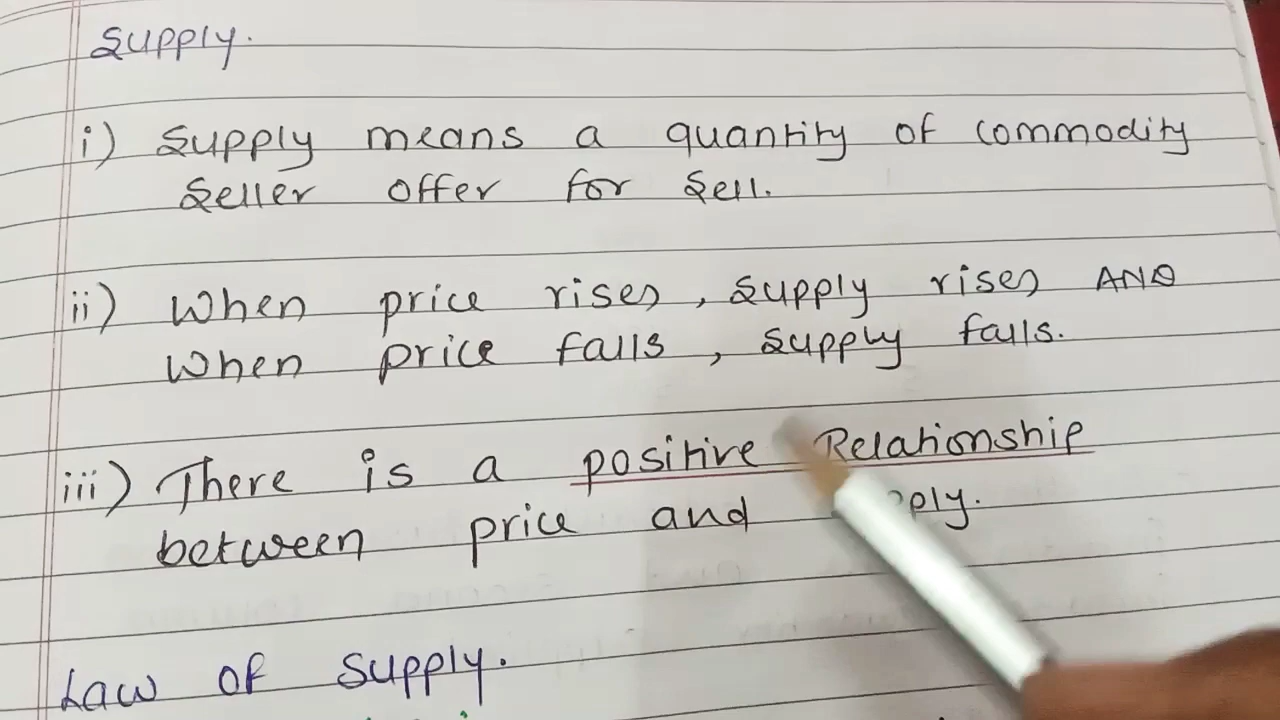 Supply.
i) Supply means a quantity of commodity
seller offer for sell.
ii) When price rises, supply rises AND
when price falls, supply falls.
iii) There is a positive Relationship
between price and
Law of supply.